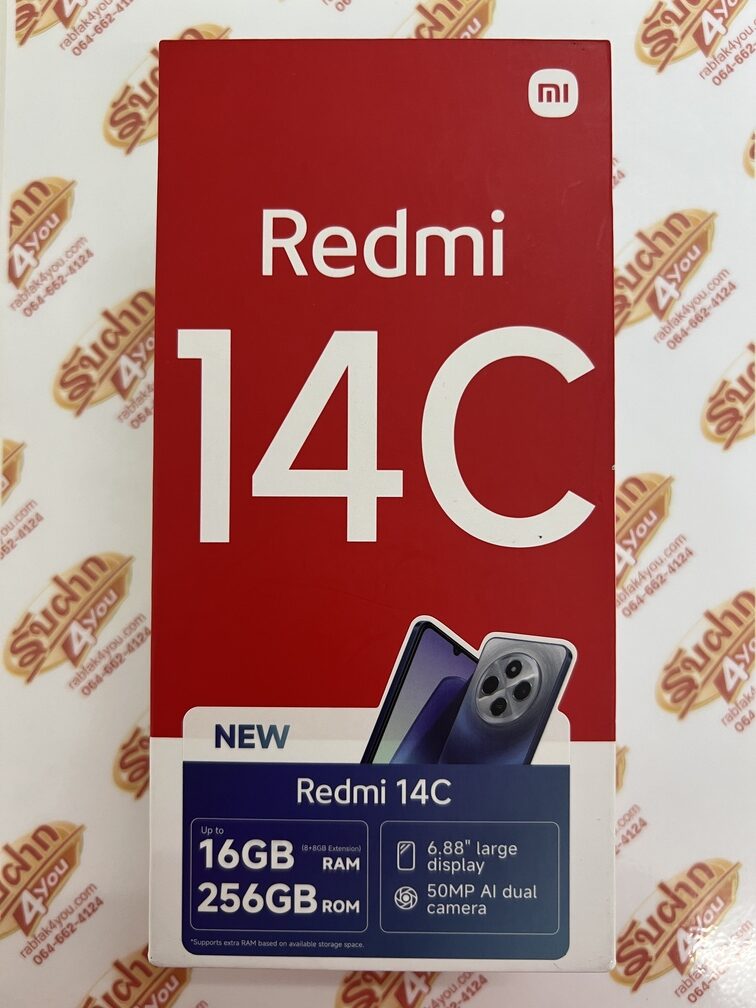 mi
Redmi
14C
NEW
Redmi 14C
Up to
16GB (8+8GB Extension) RAM
256GB ROM
6.88" large
display
50MP AI dual
camera
*Supports extra RAM based on available storage space.
รับฝาก
4you
rabfak4you.com
064-662-4124